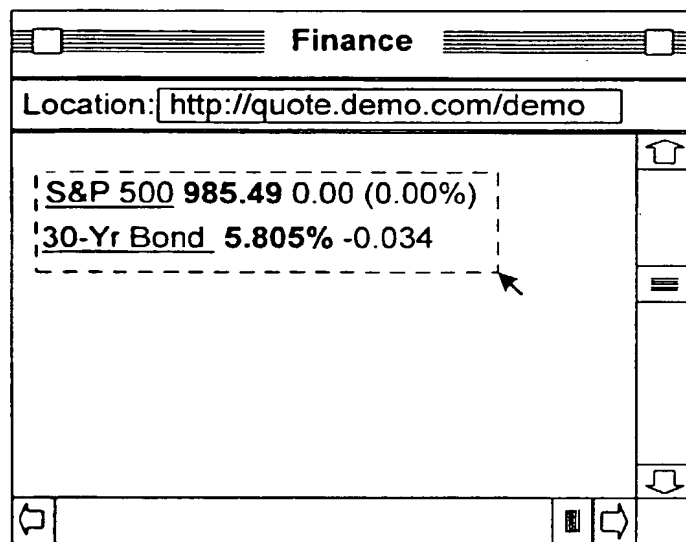 Finance
Location: http://quote.demo.com/demo
S&P 500 985.49 0.00 (0.00%)
30-Yr Bond 5.805% -0.034